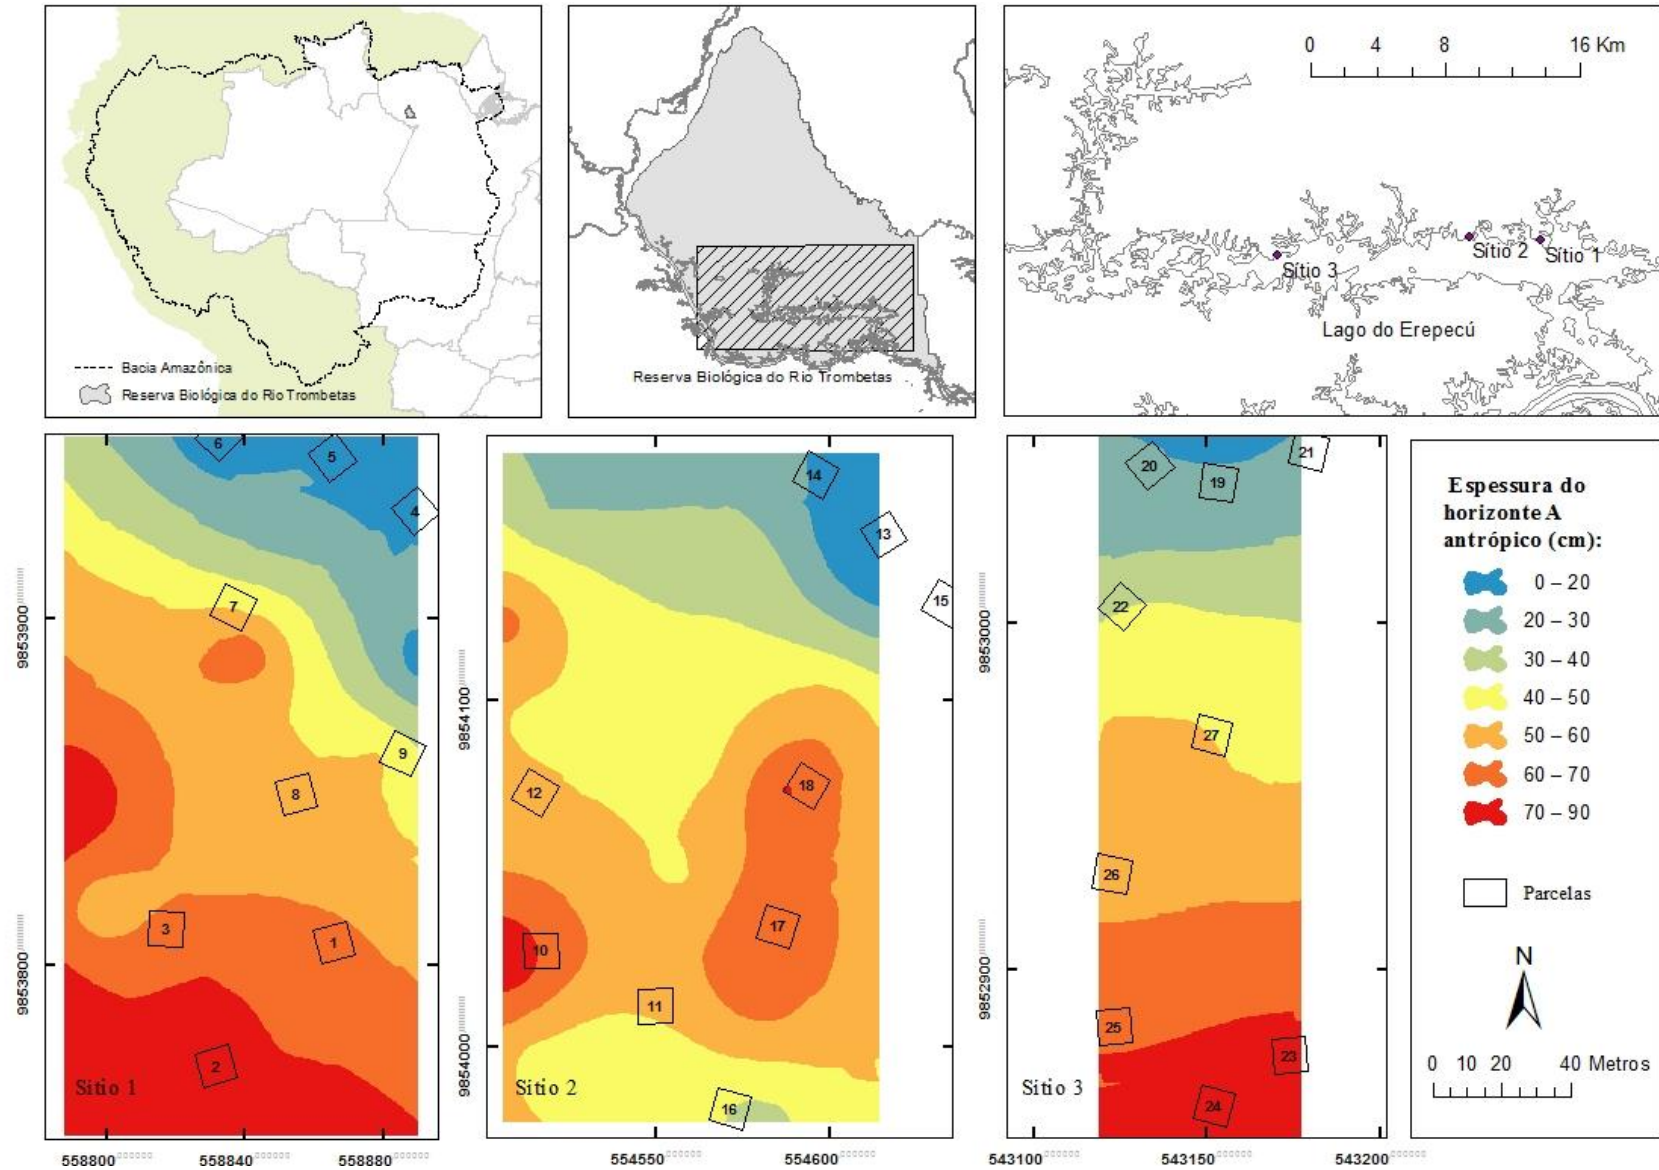 Bacia Amazônica
Reserva Biológica do Rio Trombetas
Reserva Biológica do Rio Trombetas
0 4 8 16 Km
Sítio 3
Sítio 2
Sítio 1
Lago do Erepecú
6
5
4
7
9
8
3
1
2
Sitio 1
9853900
9853800
558800 558840 558880
14
13
15
12
18
10
17
11
16
Sitio 2
9854100
9854000
554550 554600
20
19
21
22
27
26
25
23
24
Sitio 3
9853000
9852900
543100 543150 543200
Espessura do
horizonte A
antrópico (cm):
0 – 20
20 – 30
30 – 40
40 – 50
50 – 60
60 – 70
70 – 90
Parcelas
N
0 10 20 40 Metros